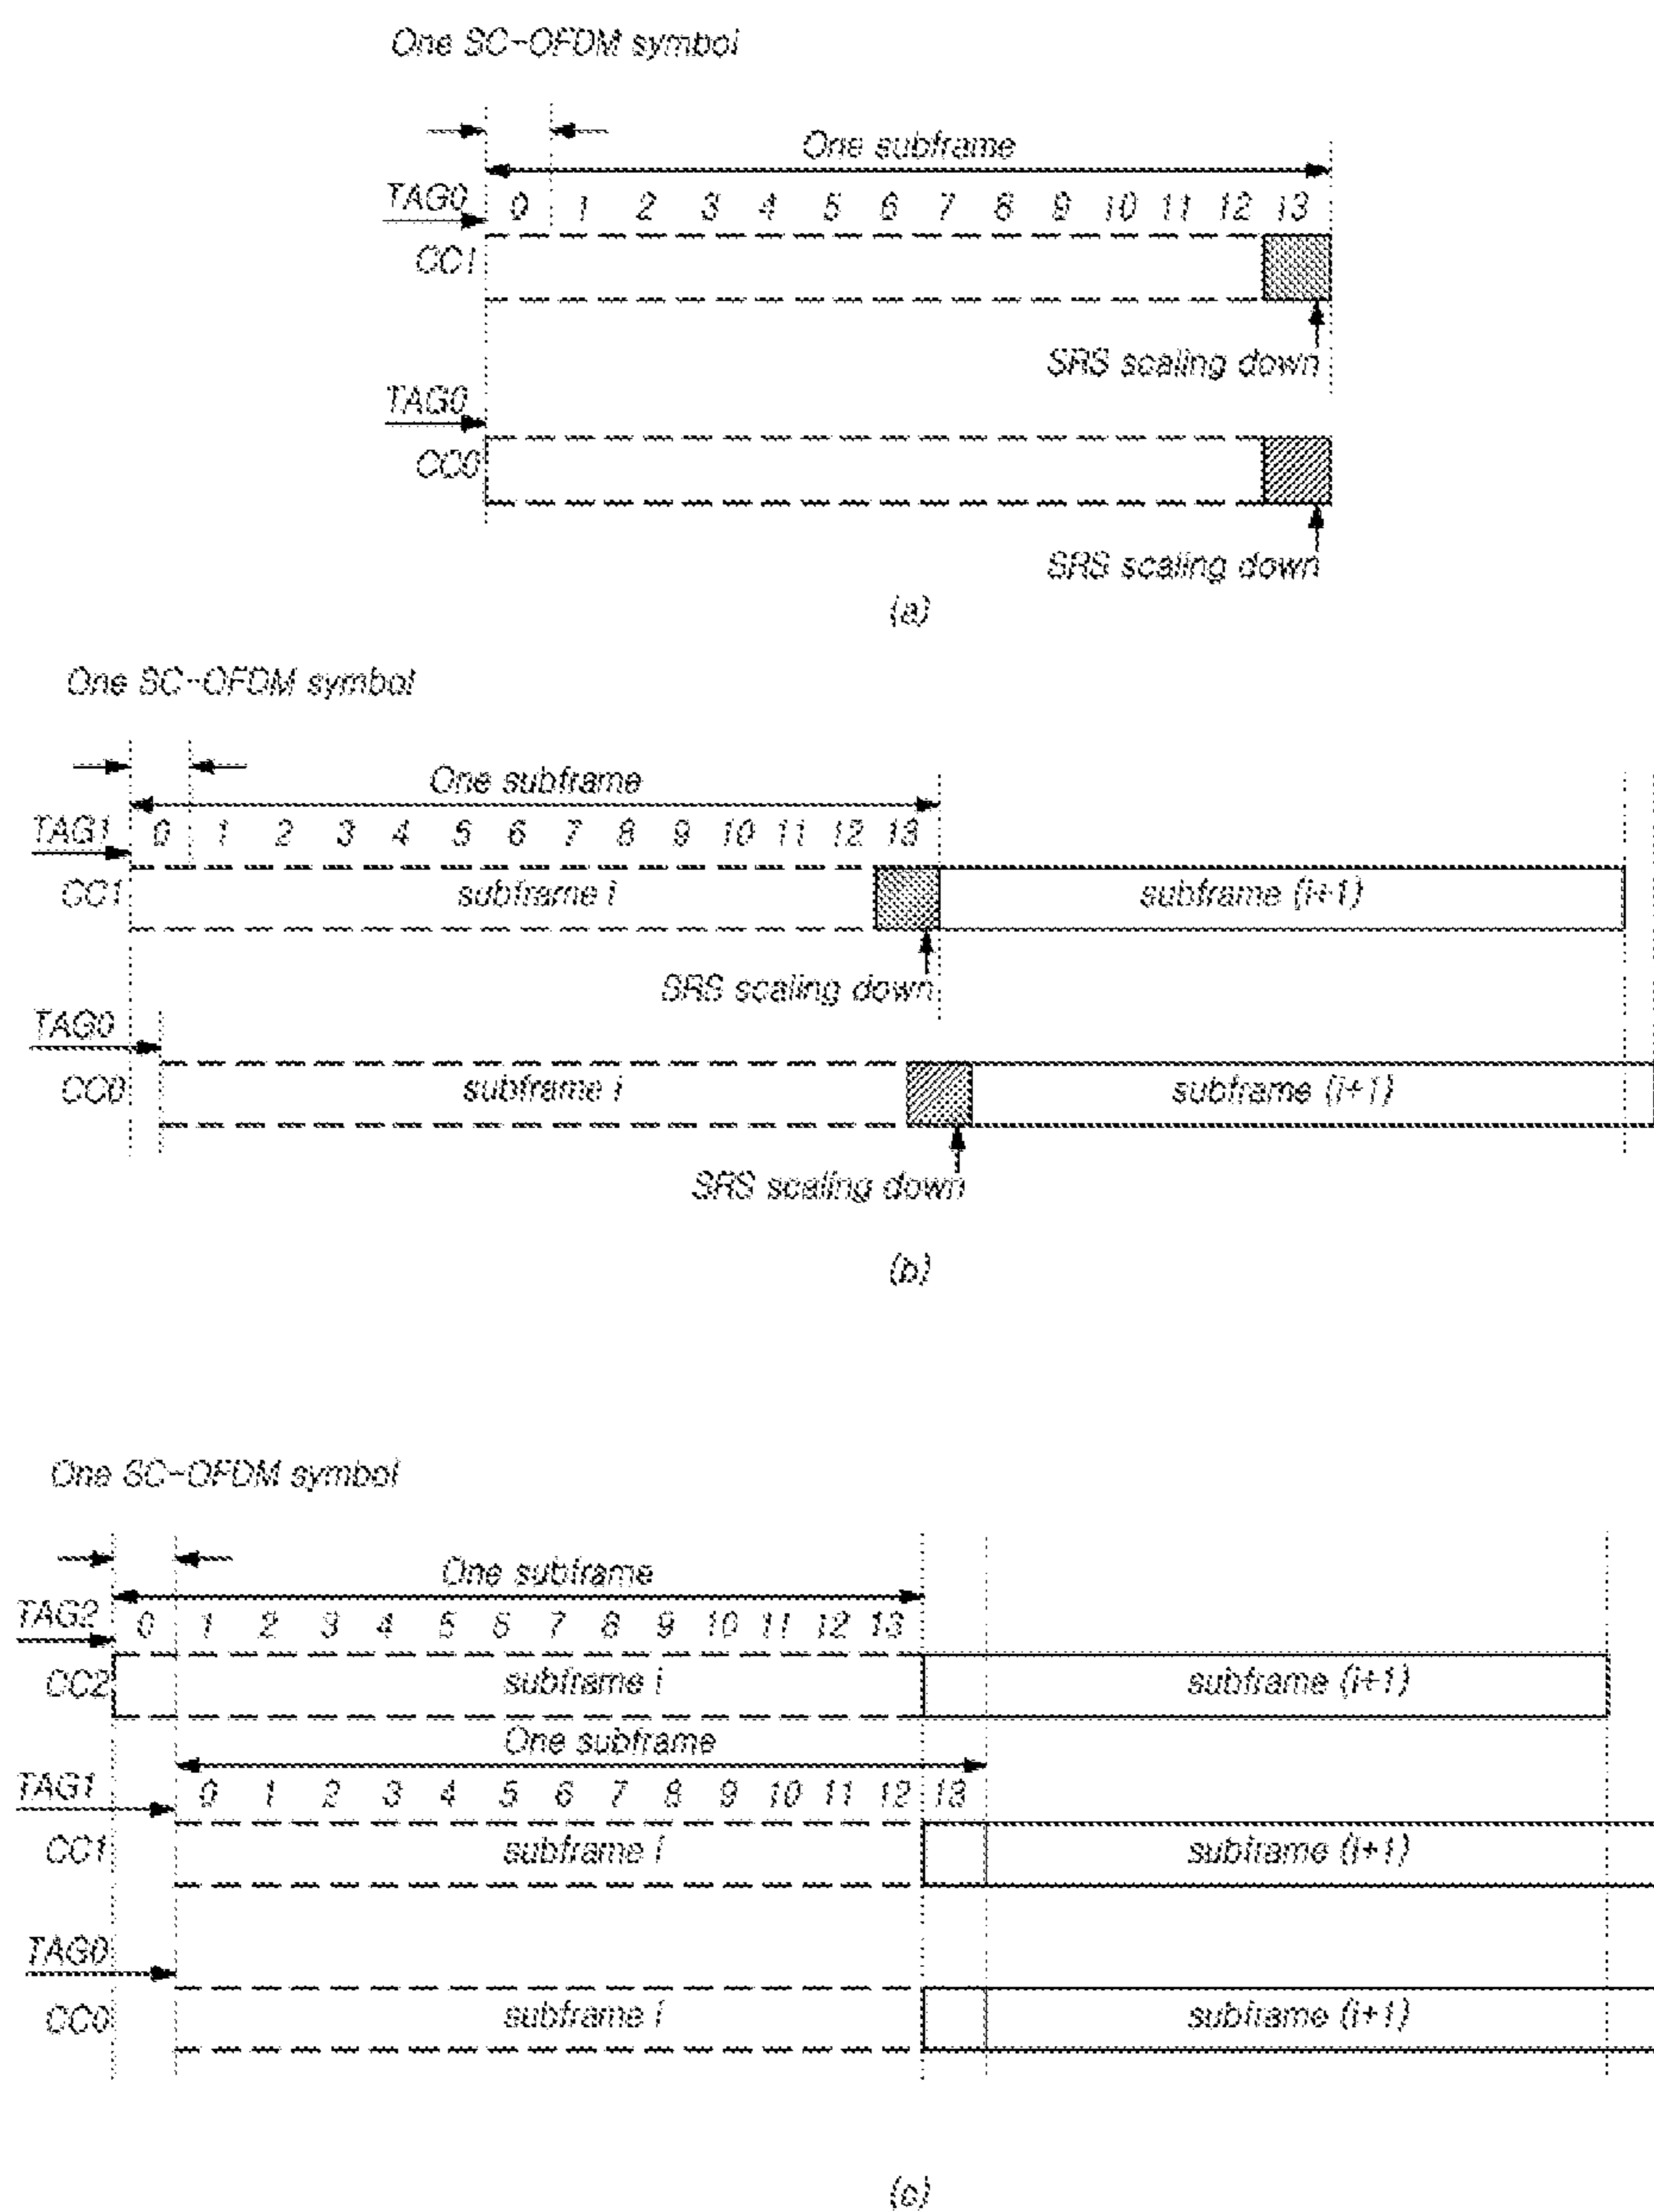 One SC-OFDM symbol
One subframe
TAG0 0 1 2 3 4 5 6 7 8 9 10 11 12 13
CC1
SRS scaling down
TAG0
CC0
SRS scaling down
(a)
One SC-OFDM symbol
One subframe
TAG1 0 1 2 3 4 5 6 7 8 9 10 11 12 13
CC1 subframe i subframe (i+1)
SRS scaling down
TAG0
CC0 subframe i subframe (i+1)
SRS scaling down
(b)
One SC-OFDM symbol
One subframe
TAG2 0 1 2 3 4 5 6 7 8 9 10 11 12 13
CC2 subframe i subframe (i+1)
One subframe
TAG1 0 1 2 3 4 5 6 7 8 9 10 11 12 13
CC1 subframe i subframe (i+1)
TAG0
CC0 subframe i subframe (i+1)
(c)